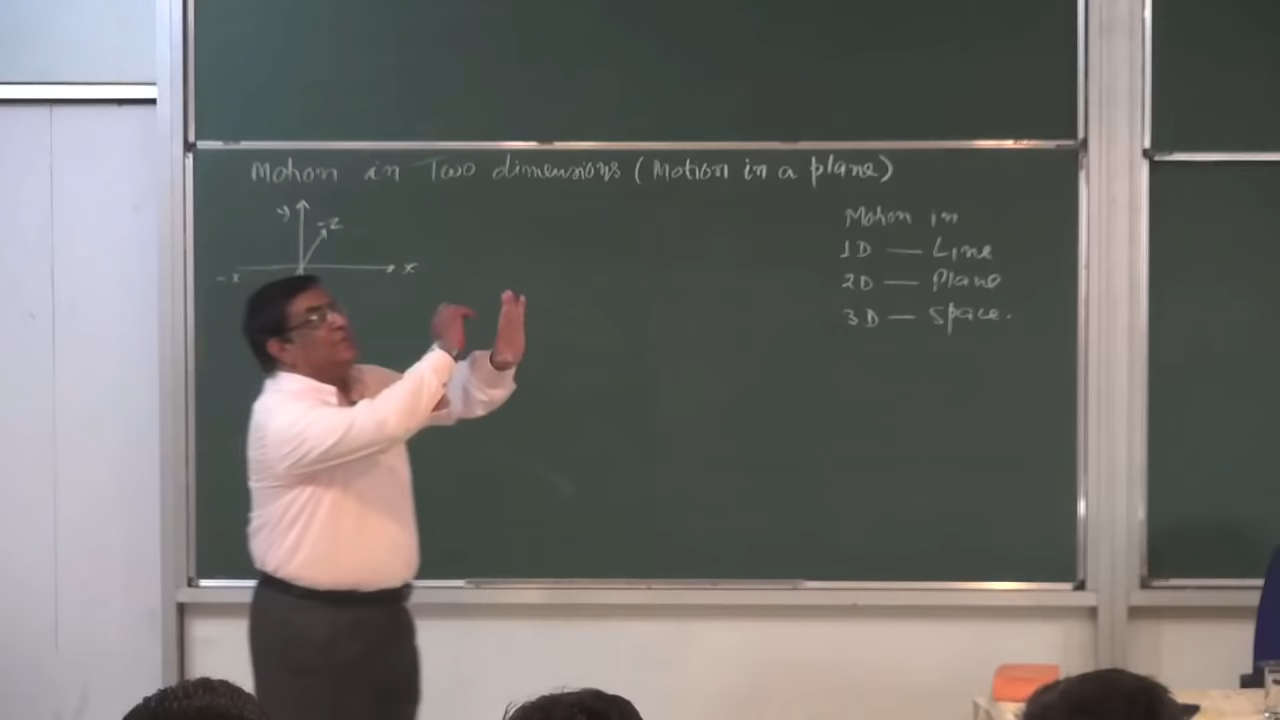 Motion in Two dimensions (Motion in a plane)
y
-z
-x
x
Motion in
1D — Line
2D — Plane
3D — Space.